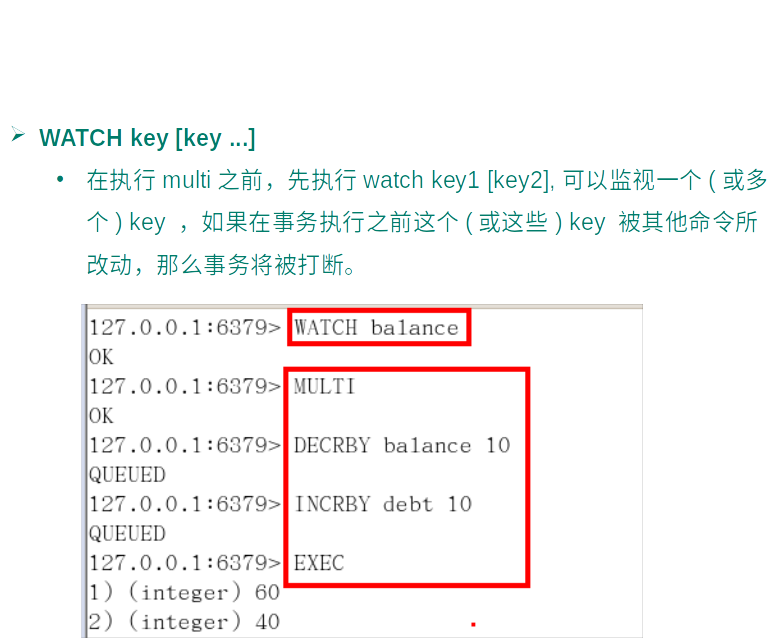 WATCH key [key ...]
在执行 multi 之前，先执行 watch key1 [key2], 可以监视一个 ( 或多
个 ) key ，如果在事务执行之前这个 ( 或这些 ) key 被其他命令所
改动，那么事务将被打断。
127.0.0.1:6379> WATCH balance
OK
127.0.0.1:6379> MULTI
OK
127.0.0.1:6379> DECRBY balance 10
QUEUED
127.0.0.1:6379> INCRBY debt 10
QUEUED
127.0.0.1:6379> EXEC
1) (integer) 60
2) (integer) 40